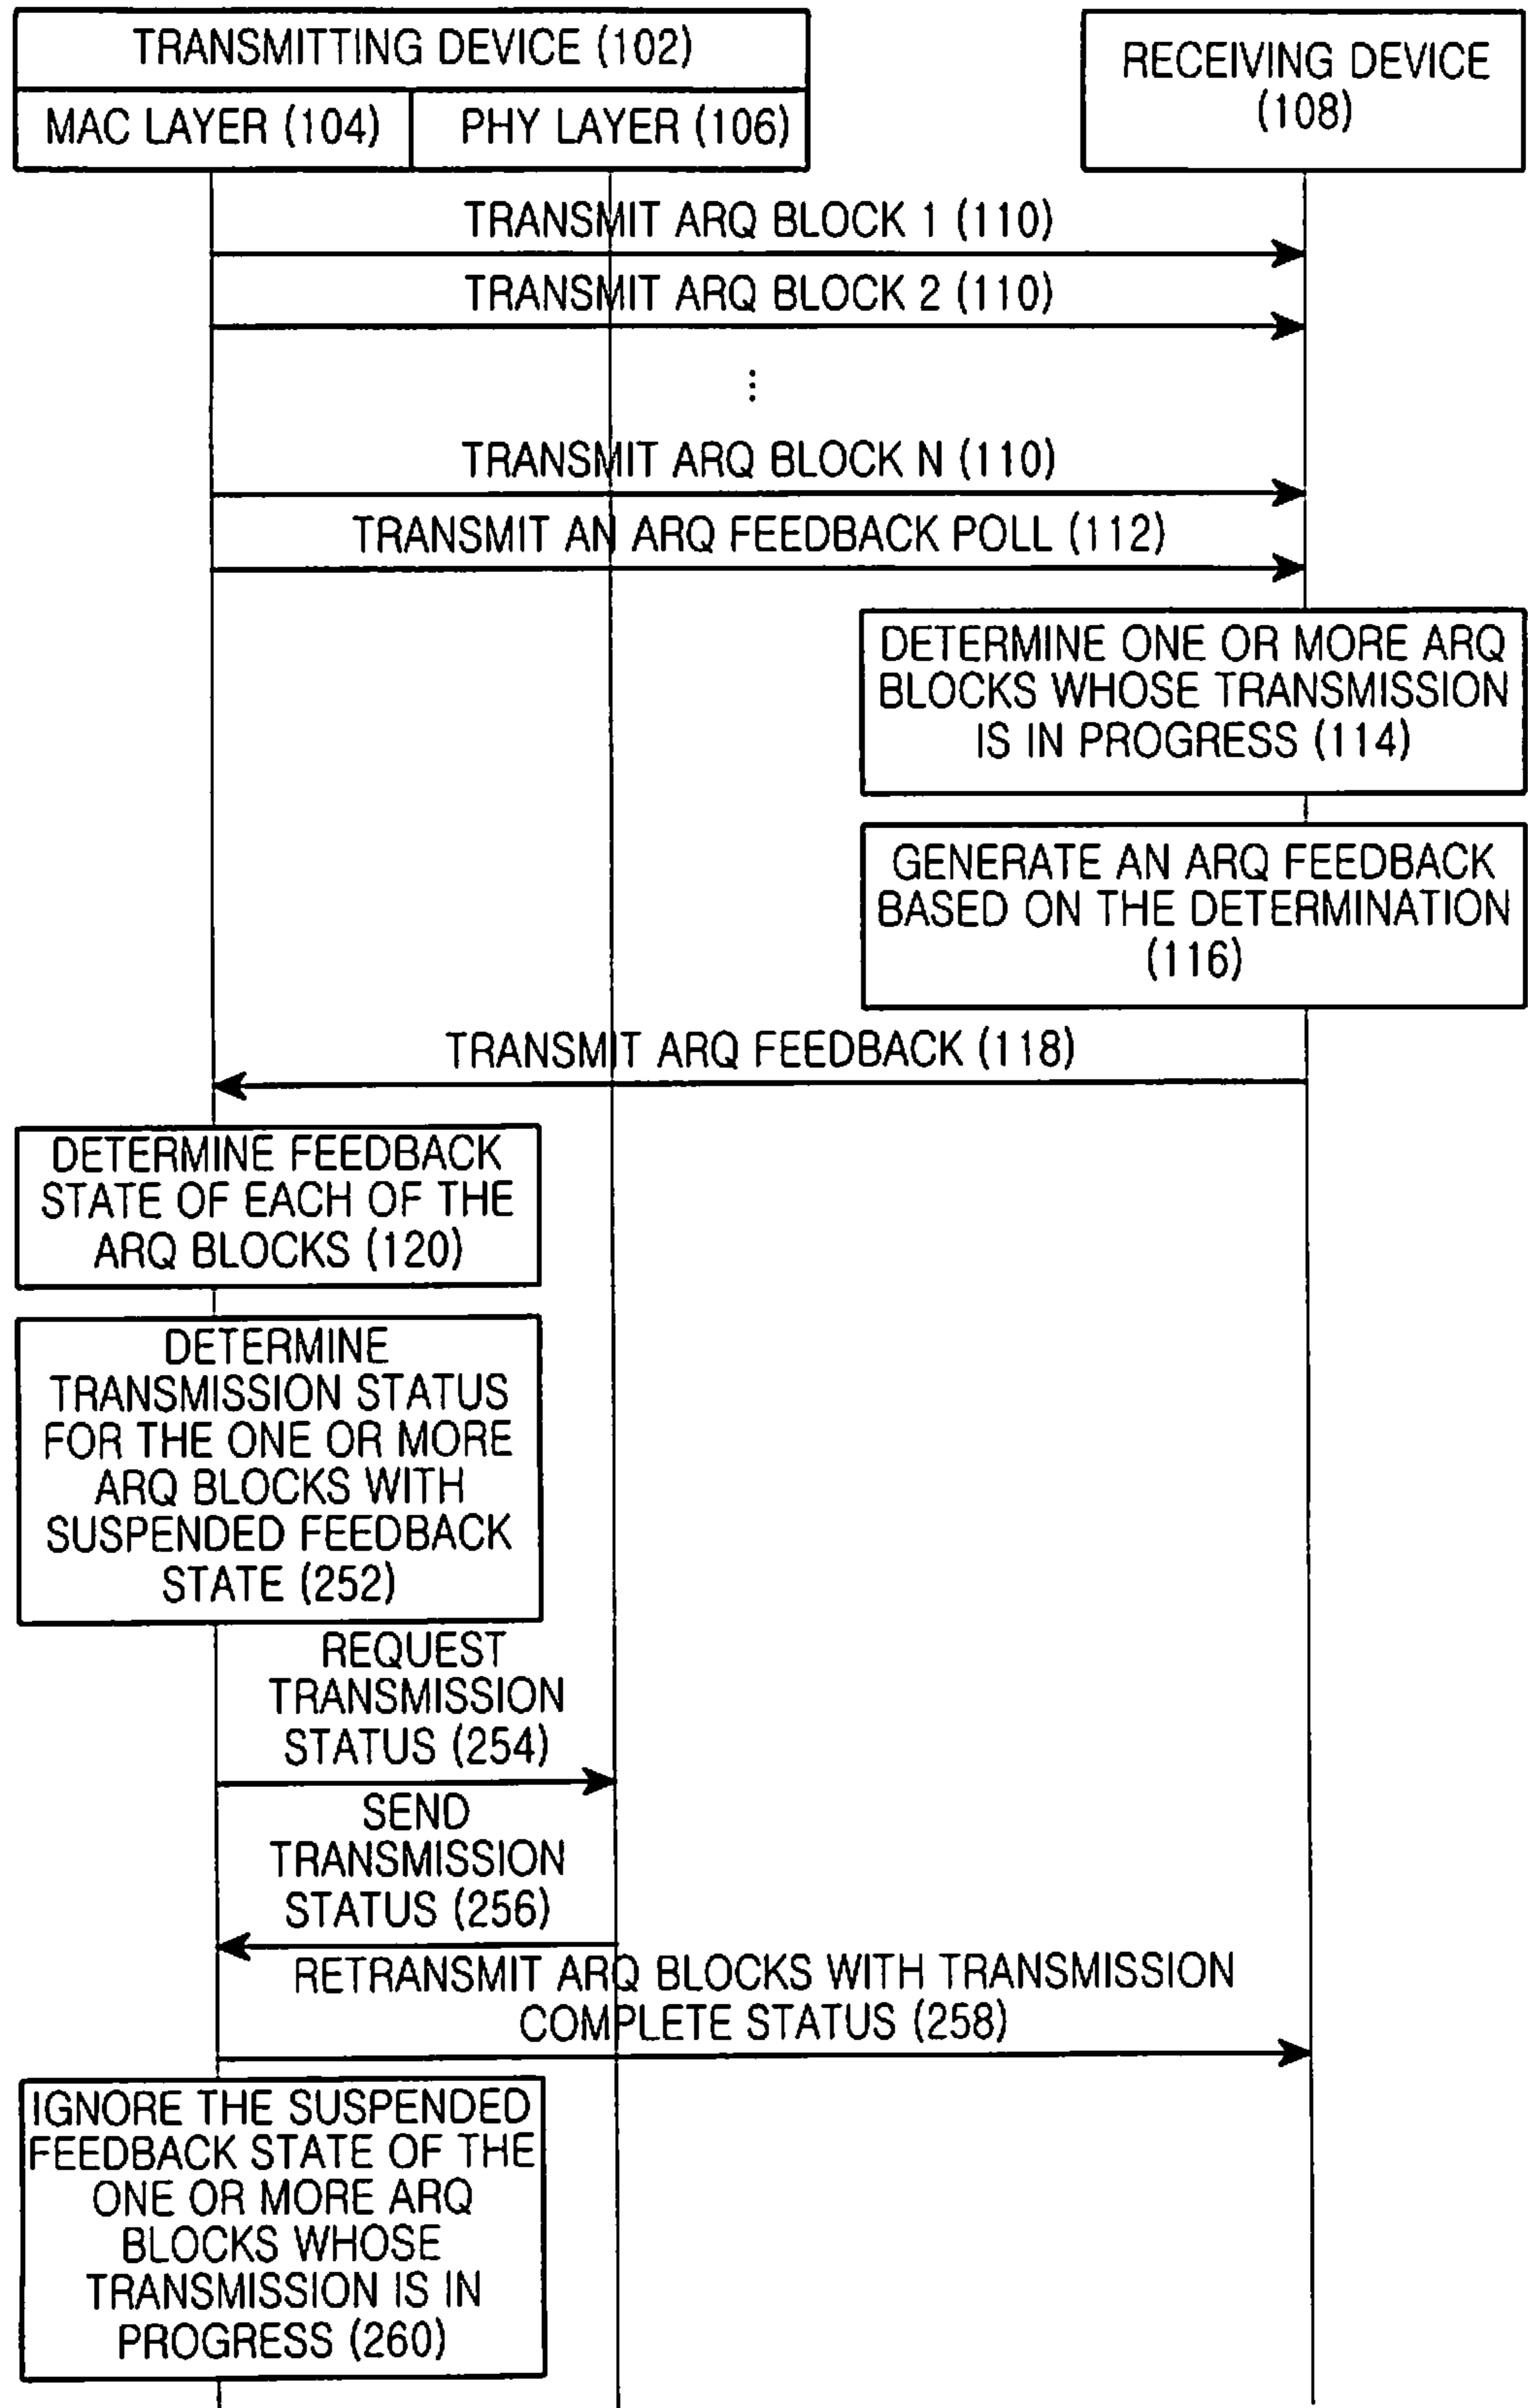 TRANSMITTING DEVICE (102)
MAC LAYER (104)
PHY LAYER (106)
RECEIVING DEVICE
(108)
TRANSMIT ARQ BLOCK 1 (110)
TRANSMIT ARQ BLOCK 2 (110)
⋮
TRANSMIT ARQ BLOCK N (110)
TRANSMIT AN ARQ FEEDBACK POLL (112)
DETERMINE ONE OR MORE ARQ
BLOCKS WHOSE TRANSMISSION
IS IN PROGRESS (114)
GENERATE AN ARQ FEEDBACK
BASED ON THE DETERMINATION
(116)
TRANSMIT ARQ FEEDBACK (118)
DETERMINE FEEDBACK
STATE OF EACH OF THE
ARQ BLOCKS (120)
DETERMINE
TRANSMISSION STATUS
FOR THE ONE OR MORE
ARQ BLOCKS WITH
SUSPENDED FEEDBACK
STATE (252)
REQUEST
TRANSMISSION
STATUS (254)
SEND
TRANSMISSION
STATUS (256)
RETRANSMIT ARQ BLOCKS WITH TRANSMISSION
COMPLETE STATUS (258)
IGNORE THE SUSPENDED
FEEDBACK STATE OF THE
ONE OR MORE ARQ
BLOCKS WHOSE
TRANSMISSION IS IN
PROGRESS (260)